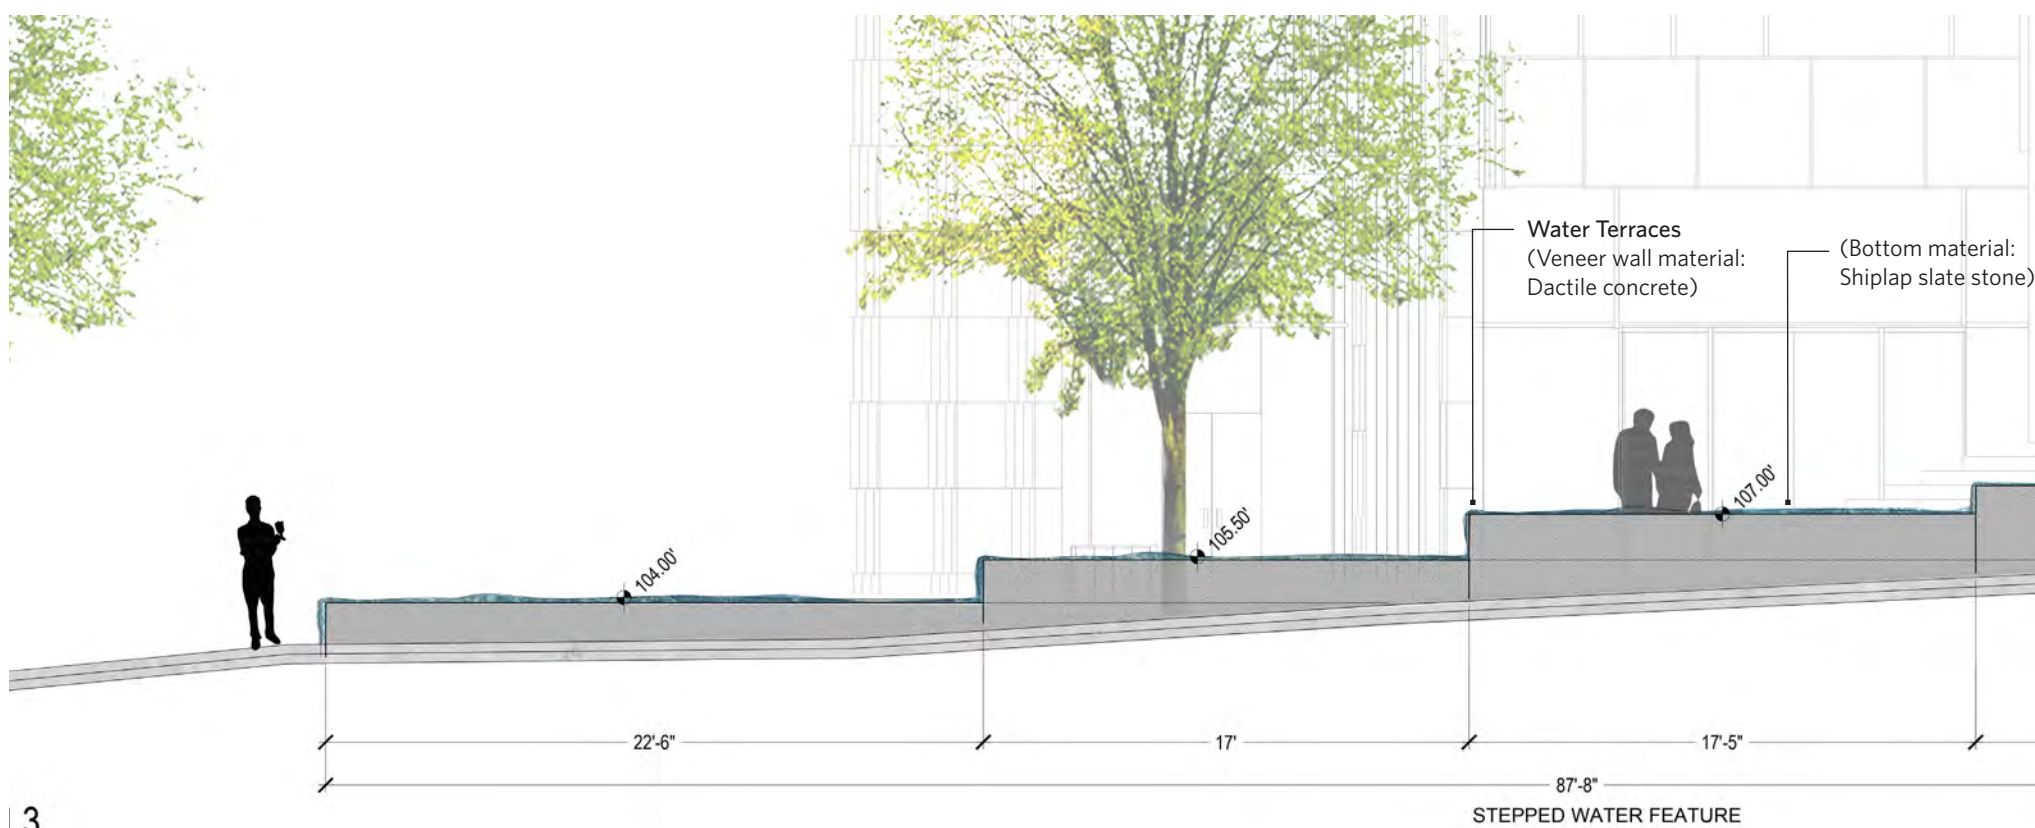 Water Terraces
(Veneer wall material:
Dactile concrete)
(Bottom material:
Shiplap slate stone)
107.00'
105.50'
104.00'
22'-6"
17'
17'-5"
87'-8"
STEPPED WATER FEATURE
3